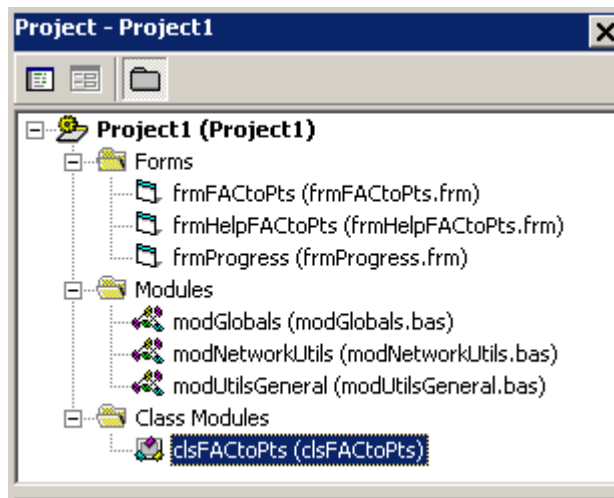 Project - Project1
Project1 (Project1)
Forms
frmFACtoPts (frmFACtoPts.frm)
frmHelpFACtoPts (frmHelpFACtoPts.frm)
frmProgress (frmProgress.frm)
Modules
modGlobals (modGlobals.bas)
modNetworkUtils (modNetworkUtils.bas)
modUtilsGeneral (modUtilsGeneral.bas)
Class Modules
clsFACtoPts (clsFACtoPts)